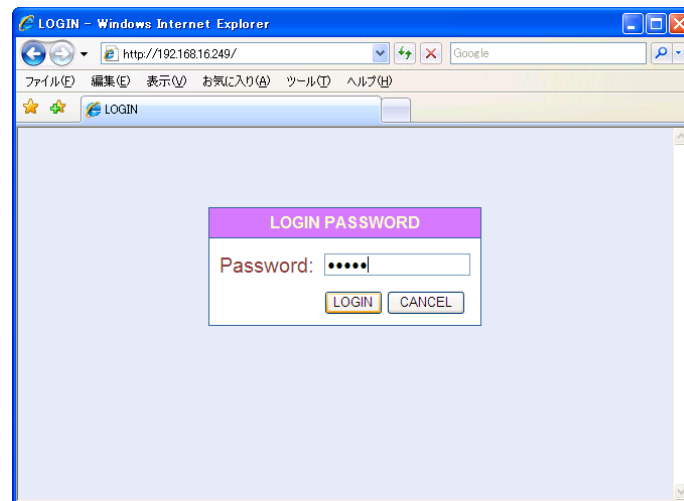 LOGIN - Windows Internet Explorer
http://192.168.16.249/
Google
ファイル(F) 編集(E) 表示(V) お気に入り(A) ツール(T) ヘルプ(H)
LOGIN
LOGIN PASSWORD
Password: •••••
LOGIN CANCEL